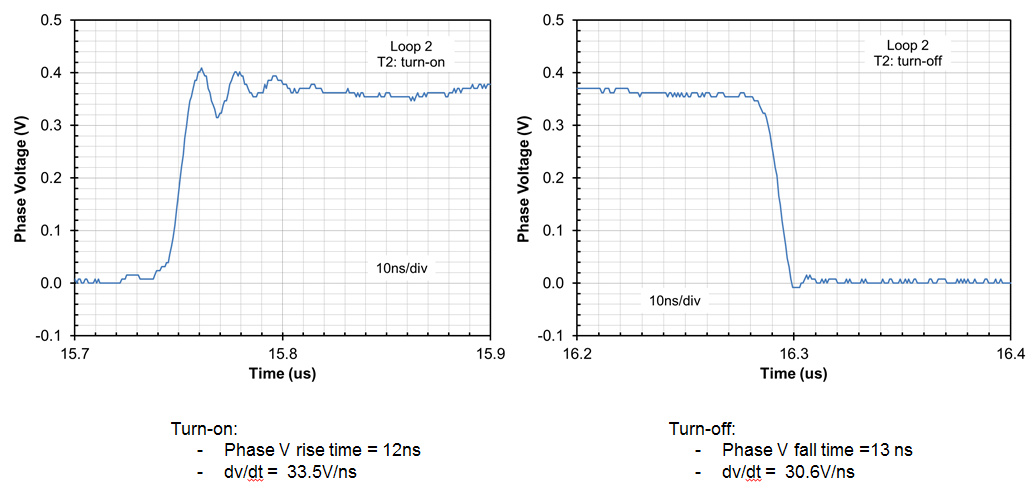 0.5
0.4
0.3
0.2
0.1
0.0
-0.1
Phase Voltage (V)
Loop 2
T2: turn-on
10ns/div
15.7
15.8
15.9
Time (us)
0.5
0.4
0.3
0.2
0.1
0.0
-0.1
Phase Voltage (V)
Loop 2
T2: turn-off
10ns/div
16.2
16.3
16.4
Time (us)
Turn-on:
- Phase V rise time = 12ns
- dv/dt = 33.5V/ns
Turn-off:
- Phase V fall time =13 ns
- dv/dt = 30.6V/ns